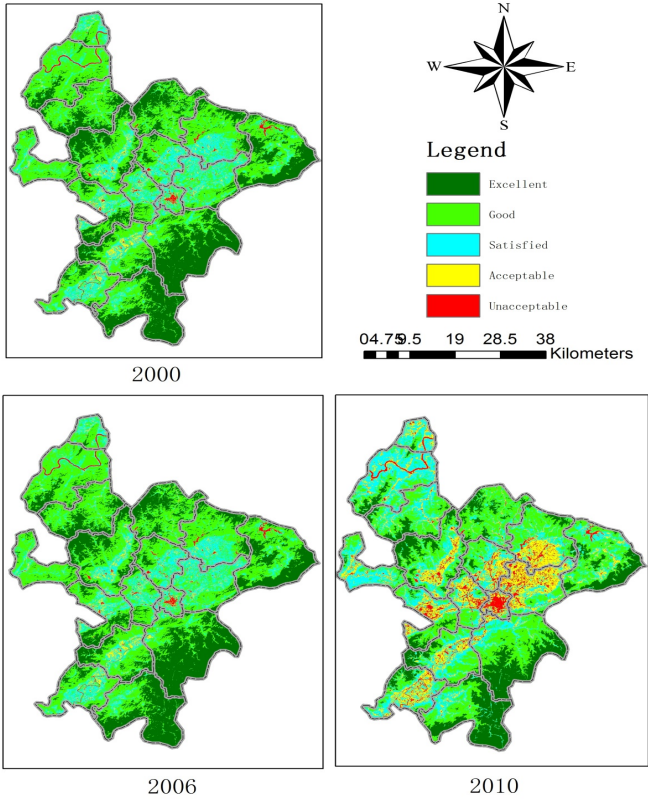 N
W E
S
Legend
Excellent
Good
Satisfied
Acceptable
Unacceptable
04.759.5 19 28.5 38
Kilometers
2000
2006 2010